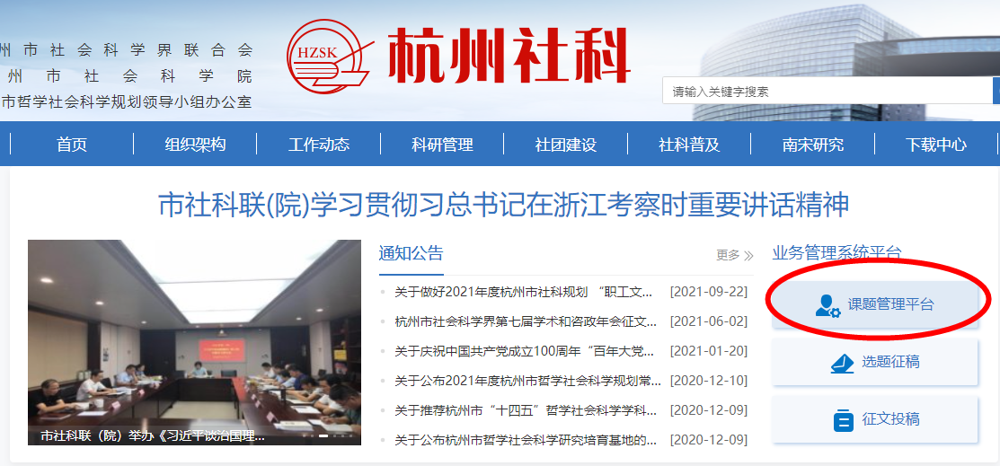 州市社会科学界联合会
州市社会科学院
市哲学社会科学规划领导小组办公室
HZSK
杭州社科
请输入关键字搜索
首页 组织架构 工作动态 科研管理 社团建设 社科普及 南宋研究 下载中心
市社科联(院)学习贯彻习总书记在浙江考察时重要讲话精神
市社科联（院）举办《习近平谈治国理...
通知公告 更多
关于做好2021年度杭州市社科规划 “职工文... [2021-09-22]
杭州市社会科学界第七届学术和咨政年会征文... [2021-06-02]
关于庆祝中国共产党成立100周年“百年大党... [2021-01-20]
关于公布2021年度杭州市哲学社会科学规划常... [2020-12-10]
关于推荐杭州市“十四五”哲学社会科学学科... [2020-12-09]
关于公布杭州市哲学社会科学研究培育基地的... [2020-12-09]
业务管理系统平台
课题管理平台
选题征稿
征文投稿